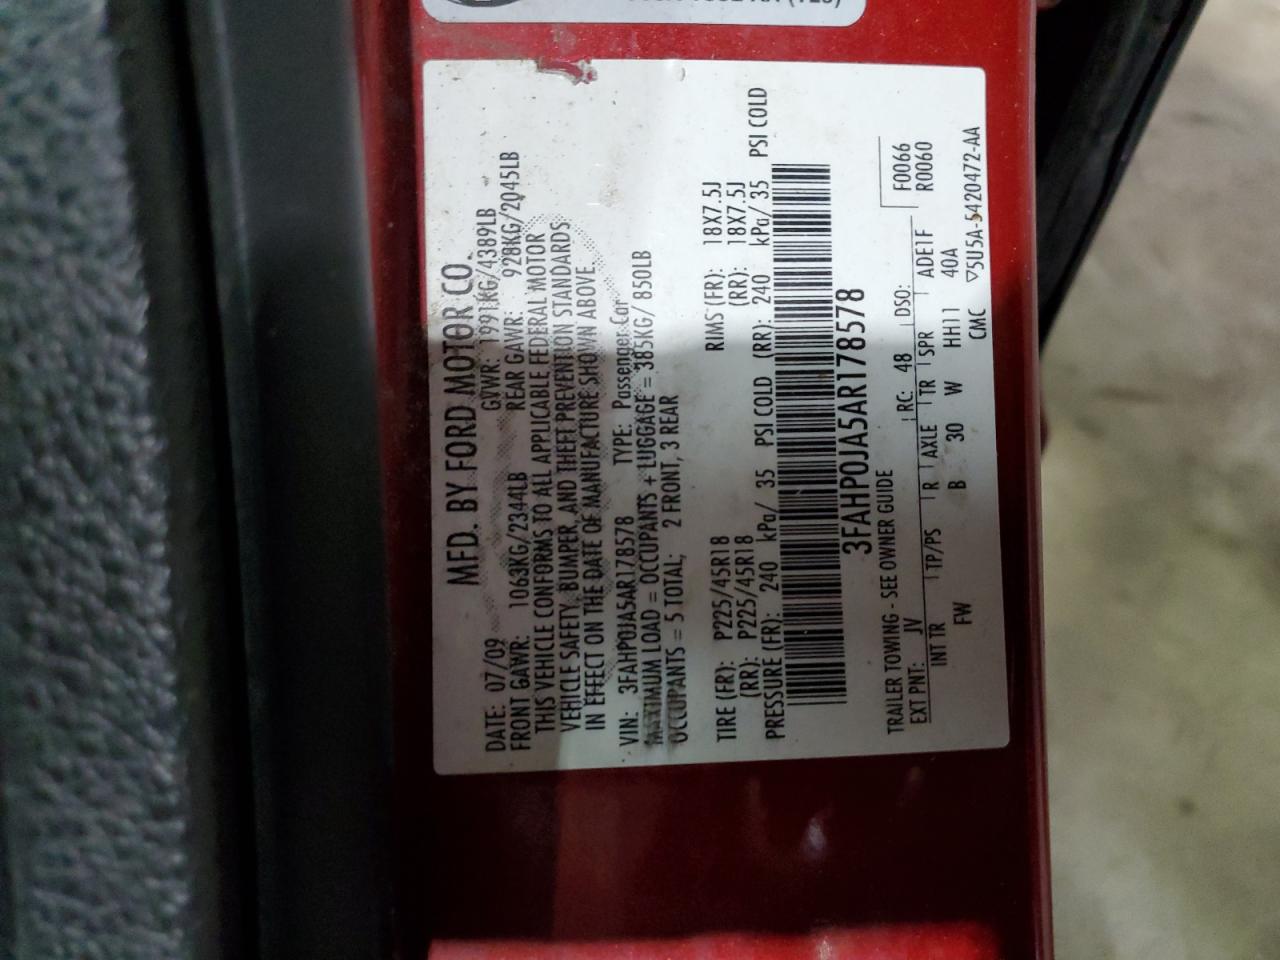 MFD. BY FORD MOTOR CO.
DATE: 07/09 GVWR: 1991KG/4389LB
FRONT GAWR: 1063KG/2344LB REAR GAWR: 928KG/2045LB
THIS VEHICLE CONFORMS TO ALL APPLICABLE FEDERAL MOTOR
VEHICLE SAFETY, BUMPER, AND THEFT PREVENTION STANDARDS
IN EFFECT ON THE DATE OF MANUFACTURE SHOWN ABOVE.
VIN: 3FAHP0JA5AR178578 TYPE: Passenger Car
MAXIMUM LOAD = OCCUPANTS + LUGGAGE = 385KG/ 850LB
OCCUPANTS = 5 TOTAL; 2 FRONT, 3 REAR
TIRE (FR): P225/45R18 RIMS (FR): 18X7.5J
(RR): P225/45R18 (RR): 18X7.5J
PRESSURE (FR): 240 kPa/ 35 PSI COLD (RR): 240 kPa/ 35 PSI COLD
3FAHP0JA5AR178578
TRAILER TOWING - SEE OWNER GUIDE F0066
EXT PNT: JV RC: 48 DSO: R0060
INT TR TP/PS R AXLE TR SPR ADE1F
FW B 30 W HH11 40A
CMC ▽5U5A-5420472-AA